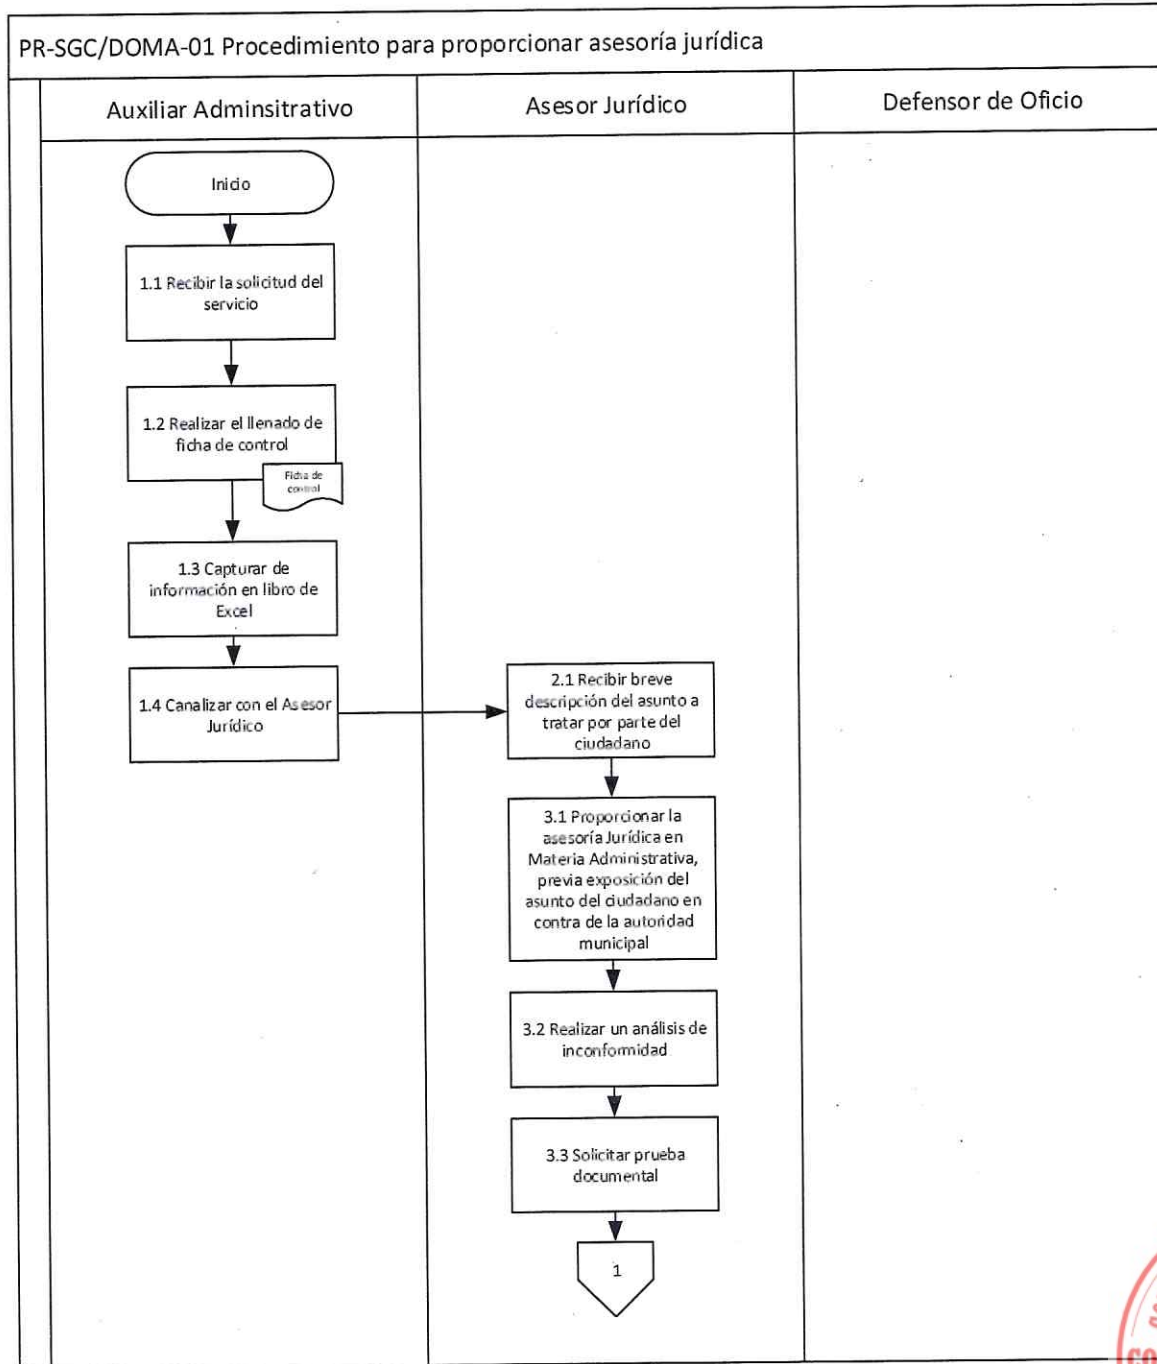 PR-SGC/DOMA-01 Procedimiento para proporcionar asesoría jurídica
Auxiliar Adminsitrativo
Asesor Jurídico
Defensor de Oficio
Inicio
1.1 Recibir la solicitud del
servicio
1.2 Realizar el llenado de
ficha de control
Ficha de
control
1.3 Capturar de
información en libro de
Excel
1.4 Canalizar con el Asesor
Jurídico
2.1 Recibir breve
descripción del asunto a
tratar por parte del
ciudadano
3.1 Proporcionar la
asesoría Jurídica en
Materia Administrativa,
previa exposición del
asunto del ciudadano en
contra de la autoridad
municipal
3.2 Realizar un análisis de
inconformidad
3.3 Solicitar prueba
documental
1